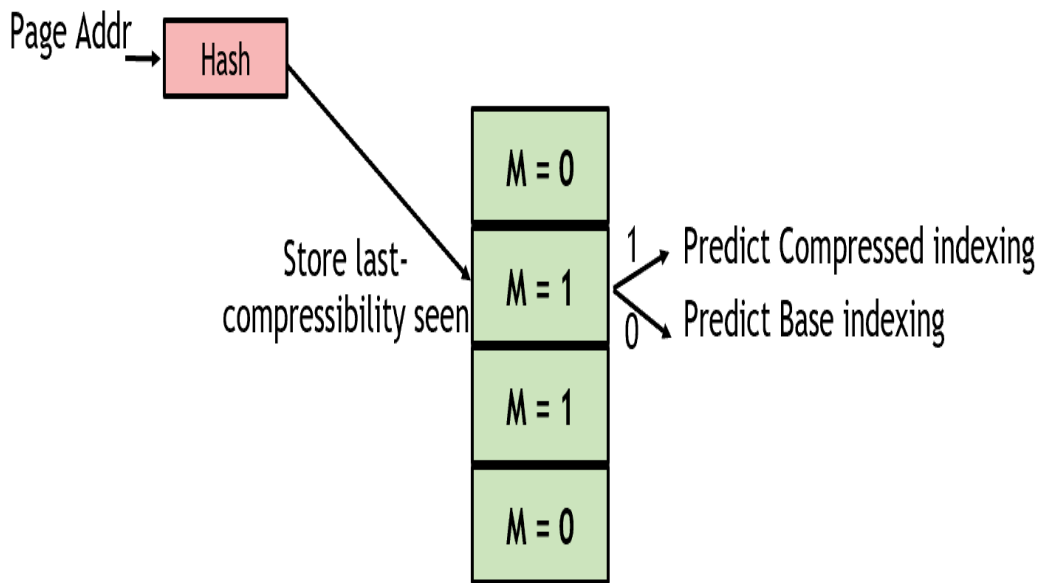 Page Addr
Hash
M = 0
Store last-
compressibility seen
M = 1
1
Predict Compressed indexing
0
Predict Base indexing
M = 1
M = 0